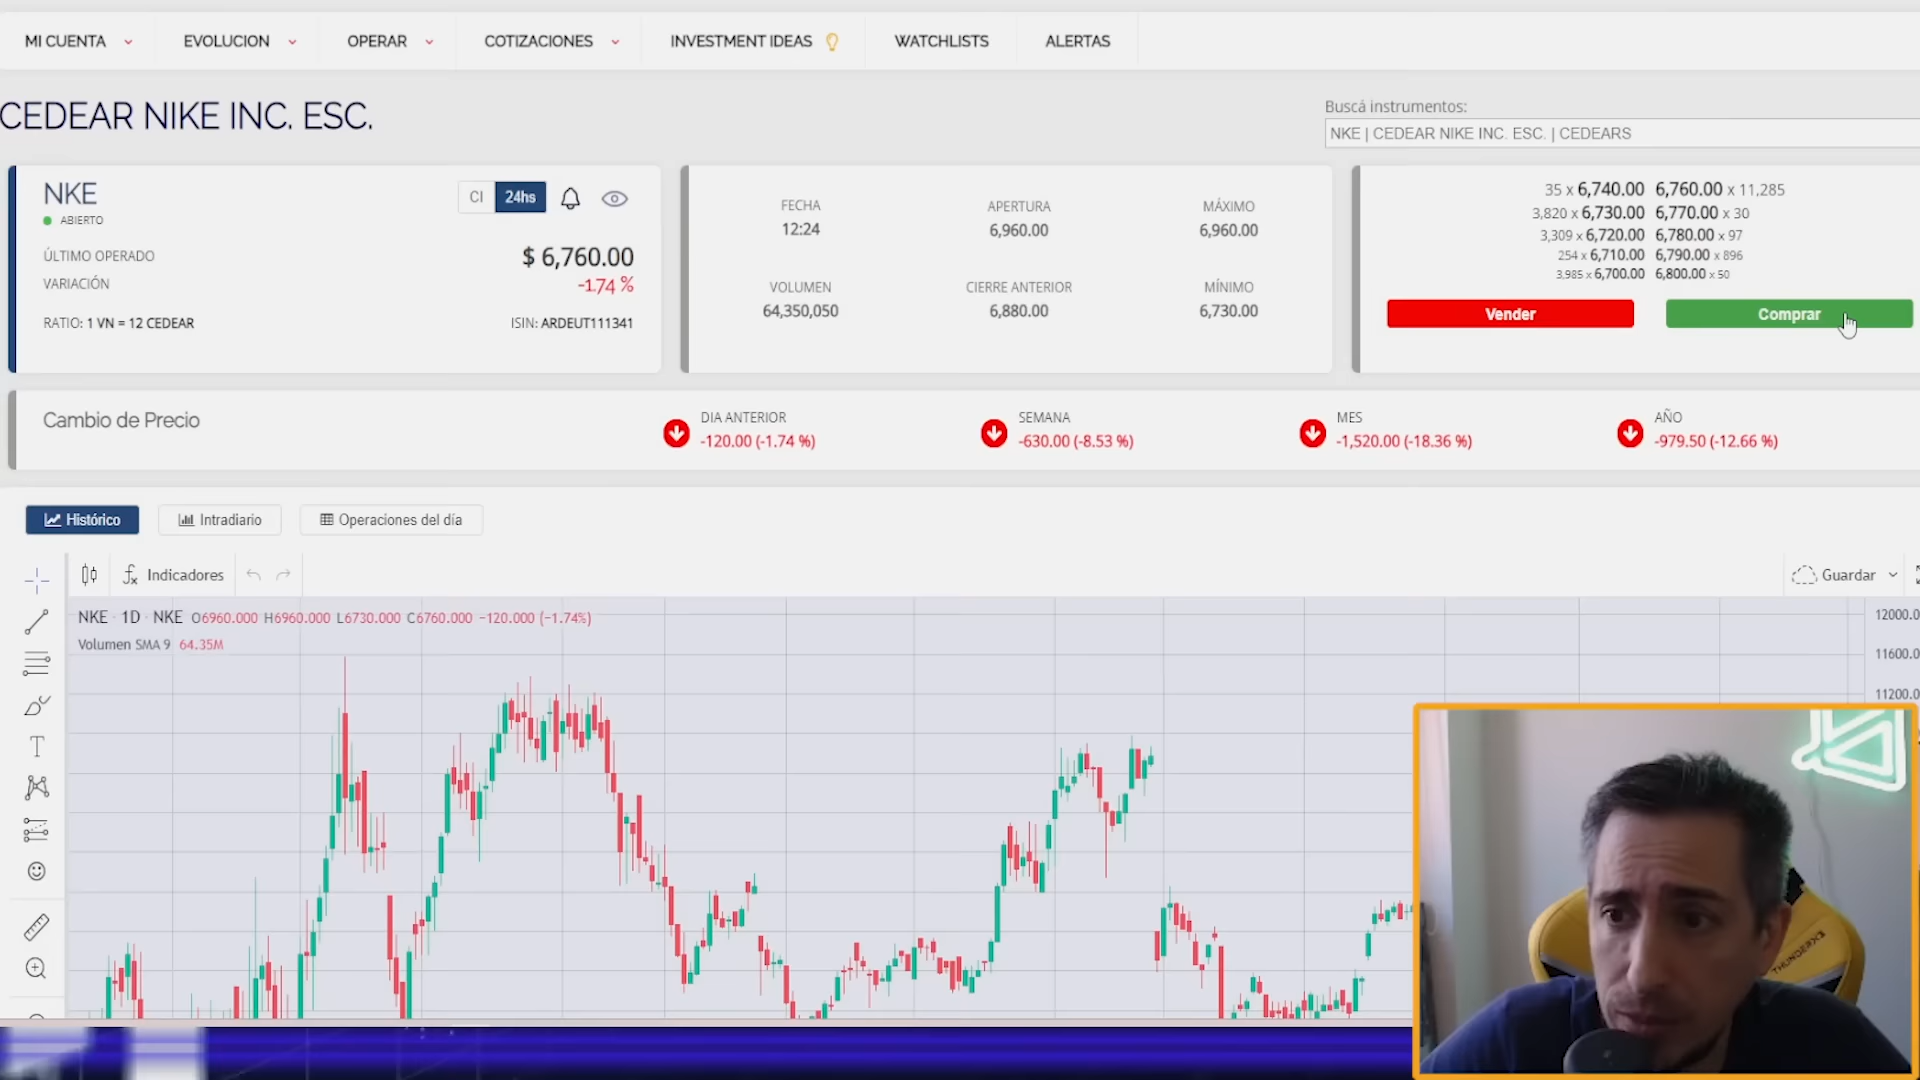 MI CUENTA EVOLUCION OPERAR COTIZACIONES INVESTMENT IDEAS WATCHLISTS ALERTAS
CEDEAR NIKE INC. ESC.
Buscá instrumentos:
NKE | CEDEAR NIKE INC. ESC. | CEDEARS
NKE
CI 24hs
ABIERTO
ÚLTIMO OPERADO $ 6,760.00
VARIACIÓN -1.74 %
RATIO: 1 VN = 12 CEDEAR ISIN: ARDEUT111341
FECHA APERTURA MÁXIMO
12:24 6,960.00 6,960.00
VOLUMEN CIERRE ANTERIOR MÍNIMO
64,350,050 6,880.00 6,730.00
35 x 6,740.00 6,760.00 x 11,285
3,820 x 6,730.00 6,770.00 x 30
3,309 x 6,720.00 6,780.00 x 97
254 x 6,710.00 6,790.00 x 896
3,985 x 6,700.00 6,800.00 x 50
Vender Comprar
Cambio de Precio
DIA ANTERIOR SEMANA MES AÑO
-120.00 (-1.74 %) -630.00 (-8.53 %) -1,520.00 (-18.36 %) -979.50 (-12.66 %)
Histórico Intradiario Operaciones del día
Indicadores Guardar
NKE · 1D · NKE O6960.000 H6960.000 L6730.000 C6760.000 −120.000 (−1.74%)
Volumen SMA 9 64.35M
12000.0
11600.0
11200.0
THUNDERX3